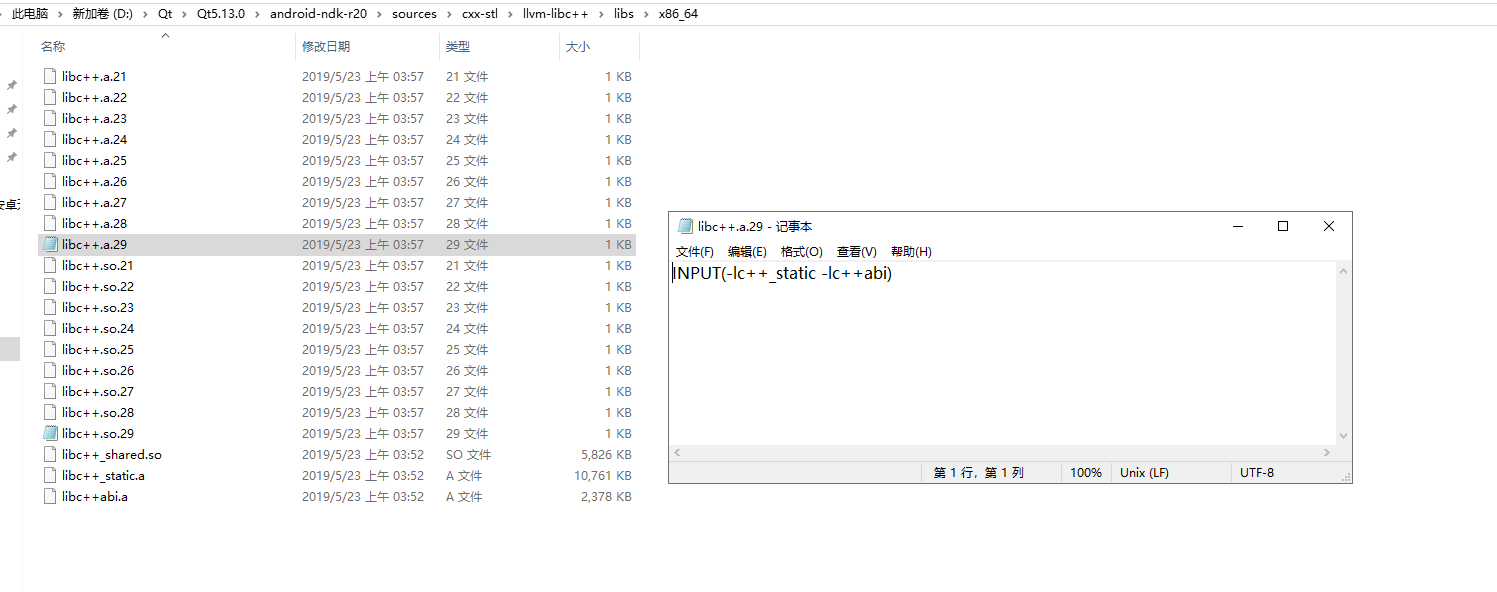 此电脑 > 新加卷 (D:) > Qt > Qt5.13.0 > android-ndk-r20 > sources > cxx-stl > llvm-libc++ > libs > x86_64
名称 修改日期 类型 大小
libc++.a.21 2019/5/23 上午 03:57 21 文件 1 KB
libc++.a.22 2019/5/23 上午 03:57 22 文件 1 KB
libc++.a.23 2019/5/23 上午 03:57 23 文件 1 KB
libc++.a.24 2019/5/23 上午 03:57 24 文件 1 KB
libc++.a.25 2019/5/23 上午 03:57 25 文件 1 KB
libc++.a.26 2019/5/23 上午 03:57 26 文件 1 KB
libc++.a.27 2019/5/23 上午 03:57 27 文件 1 KB
libc++.a.28 2019/5/23 上午 03:57 28 文件 1 KB
libc++.a.29 2019/5/23 上午 03:57 29 文件 1 KB
libc++.so.21 2019/5/23 上午 03:57 21 文件 1 KB
libc++.so.22 2019/5/23 上午 03:57 22 文件 1 KB
libc++.so.23 2019/5/23 上午 03:57 23 文件 1 KB
libc++.so.24 2019/5/23 上午 03:57 24 文件 1 KB
libc++.so.25 2019/5/23 上午 03:57 25 文件 1 KB
libc++.so.26 2019/5/23 上午 03:57 26 文件 1 KB
libc++.so.27 2019/5/23 上午 03:57 27 文件 1 KB
libc++.so.28 2019/5/23 上午 03:57 28 文件 1 KB
libc++.so.29 2019/5/23 上午 03:57 29 文件 1 KB
libc++_shared.so 2019/5/23 上午 03:52 SO 文件 5,826 KB
libc++_static.a 2019/5/23 上午 03:52 A 文件 10,761 KB
libc++abi.a 2019/5/23 上午 03:52 A 文件 2,378 KB
libc++.a.29 - 记事本
文件(F) 编辑(E) 格式(O) 查看(V) 帮助(H)
INPUT(-lc++_static -lc++abi)
第 1 行，第 1 列 100% Unix (LF) UTF-8